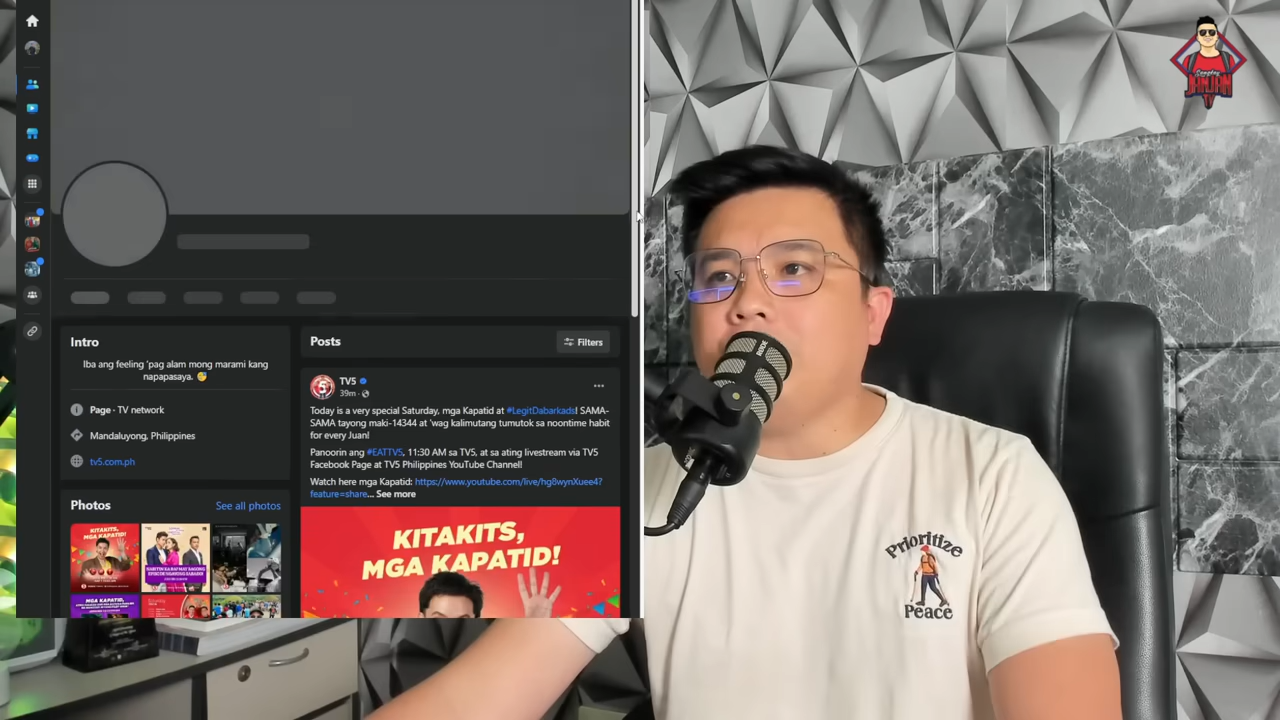 Intro
Iba ang feeling 'pag alam mong marami kang
napapasaya.
Page · TV network
Mandaluyong, Philippines
tv5.com.ph
Photos
See all photos
KITAKITS,
MGA KAPATID!
Posts
Filters
TV5
39m
Today is a very special Saturday, mga Kapatid at #LegitDabarkads! SAMA-
SAMA tayong maki-14344 at 'wag kalimutang tumutok sa noontime habit
for every Juan!
Panoorin ang #EATTV5, 11:30 AM sa TV5, at sa ating livestream via TV5
Facebook Page at TV5 Philippines YouTube Channel!
Watch here mga Kapatid: https://www.youtube.com/live/hg8wynXuee4?
feature=share... See more
KITAKITS,
MGA KAPATID!
JANJAN
TV
RODE
Prioritize
Peace